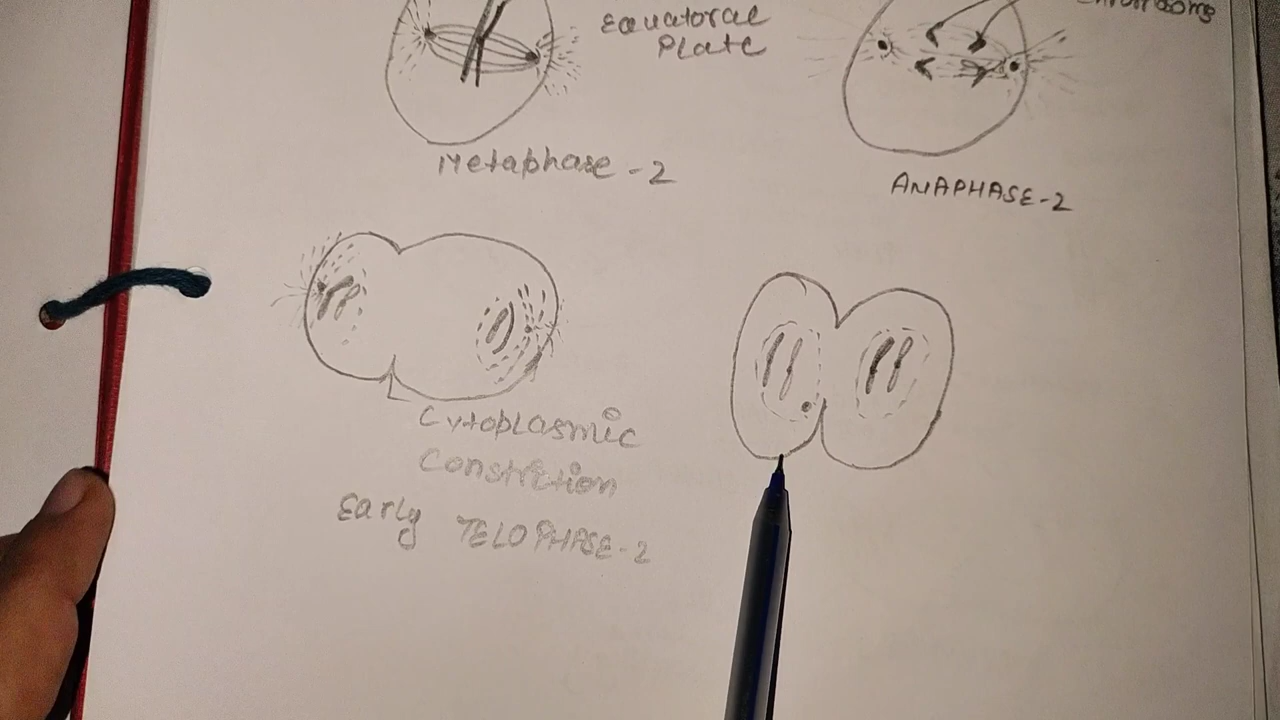 Equatoral
Plate
Metaphase - 2
ANAPHASE - 2
Cytoplasmic
Constriction
Early TELOPHASE - 2